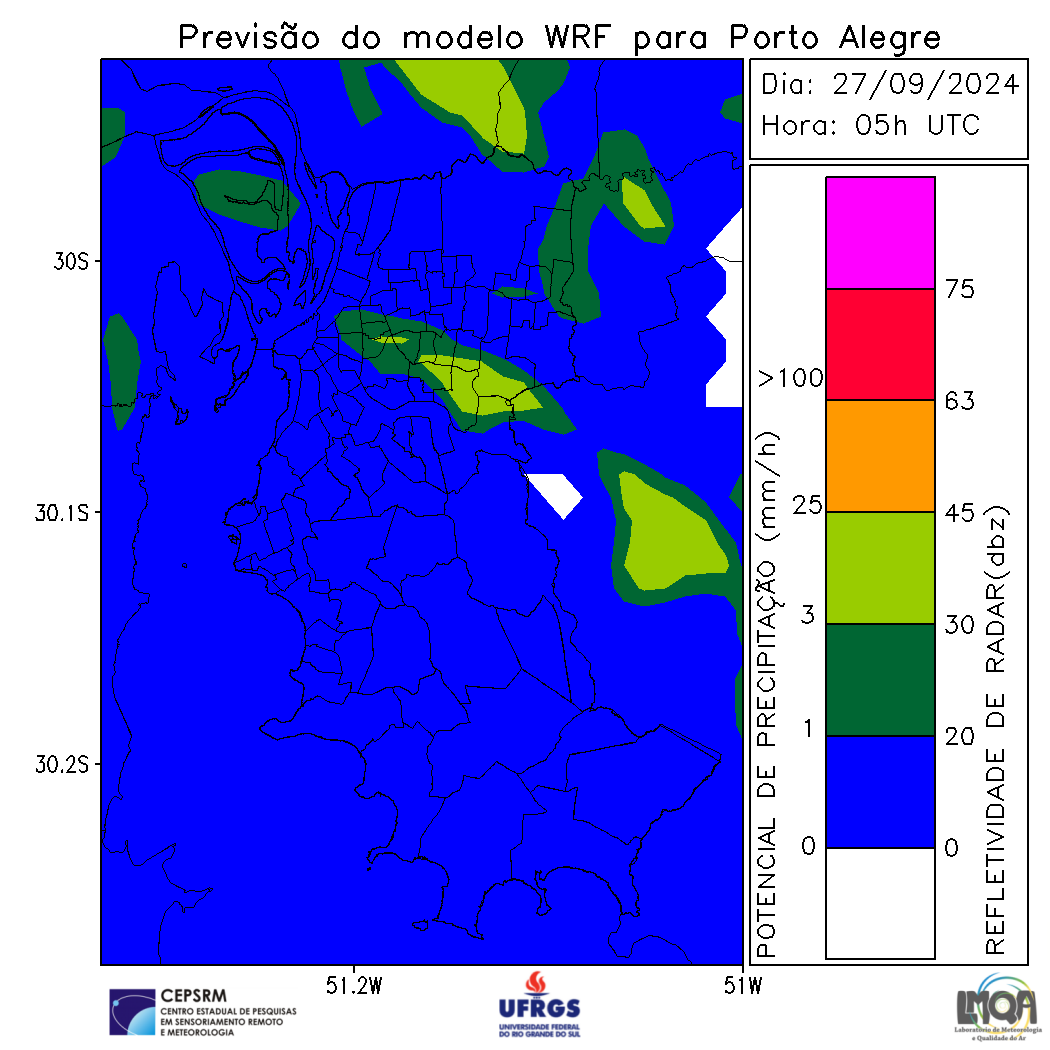 Previsão do modelo WRF para Porto Alegre
Dia: 27/09/2024
Hora: 05h UTC
30S
30.1S
30.2S
51.2W
51W
POTENCIAL DE PRECIPITAÇÃO (mm/h)
>100
25
3
1
0
75
63
45
30
20
0
REFLETIVIDADE DE RADAR(dbz)
CEPSRM
CENTRO ESTADUAL DE PESQUISAS
EM SENSORIAMENTO REMOTO
E METEOROLOGIA
UFRGS
UNIVERSIDADE FEDERAL
DO RIO GRANDE DO SUL
LMQA
Laboratório de Meteorologia
e Qualidade do Ar